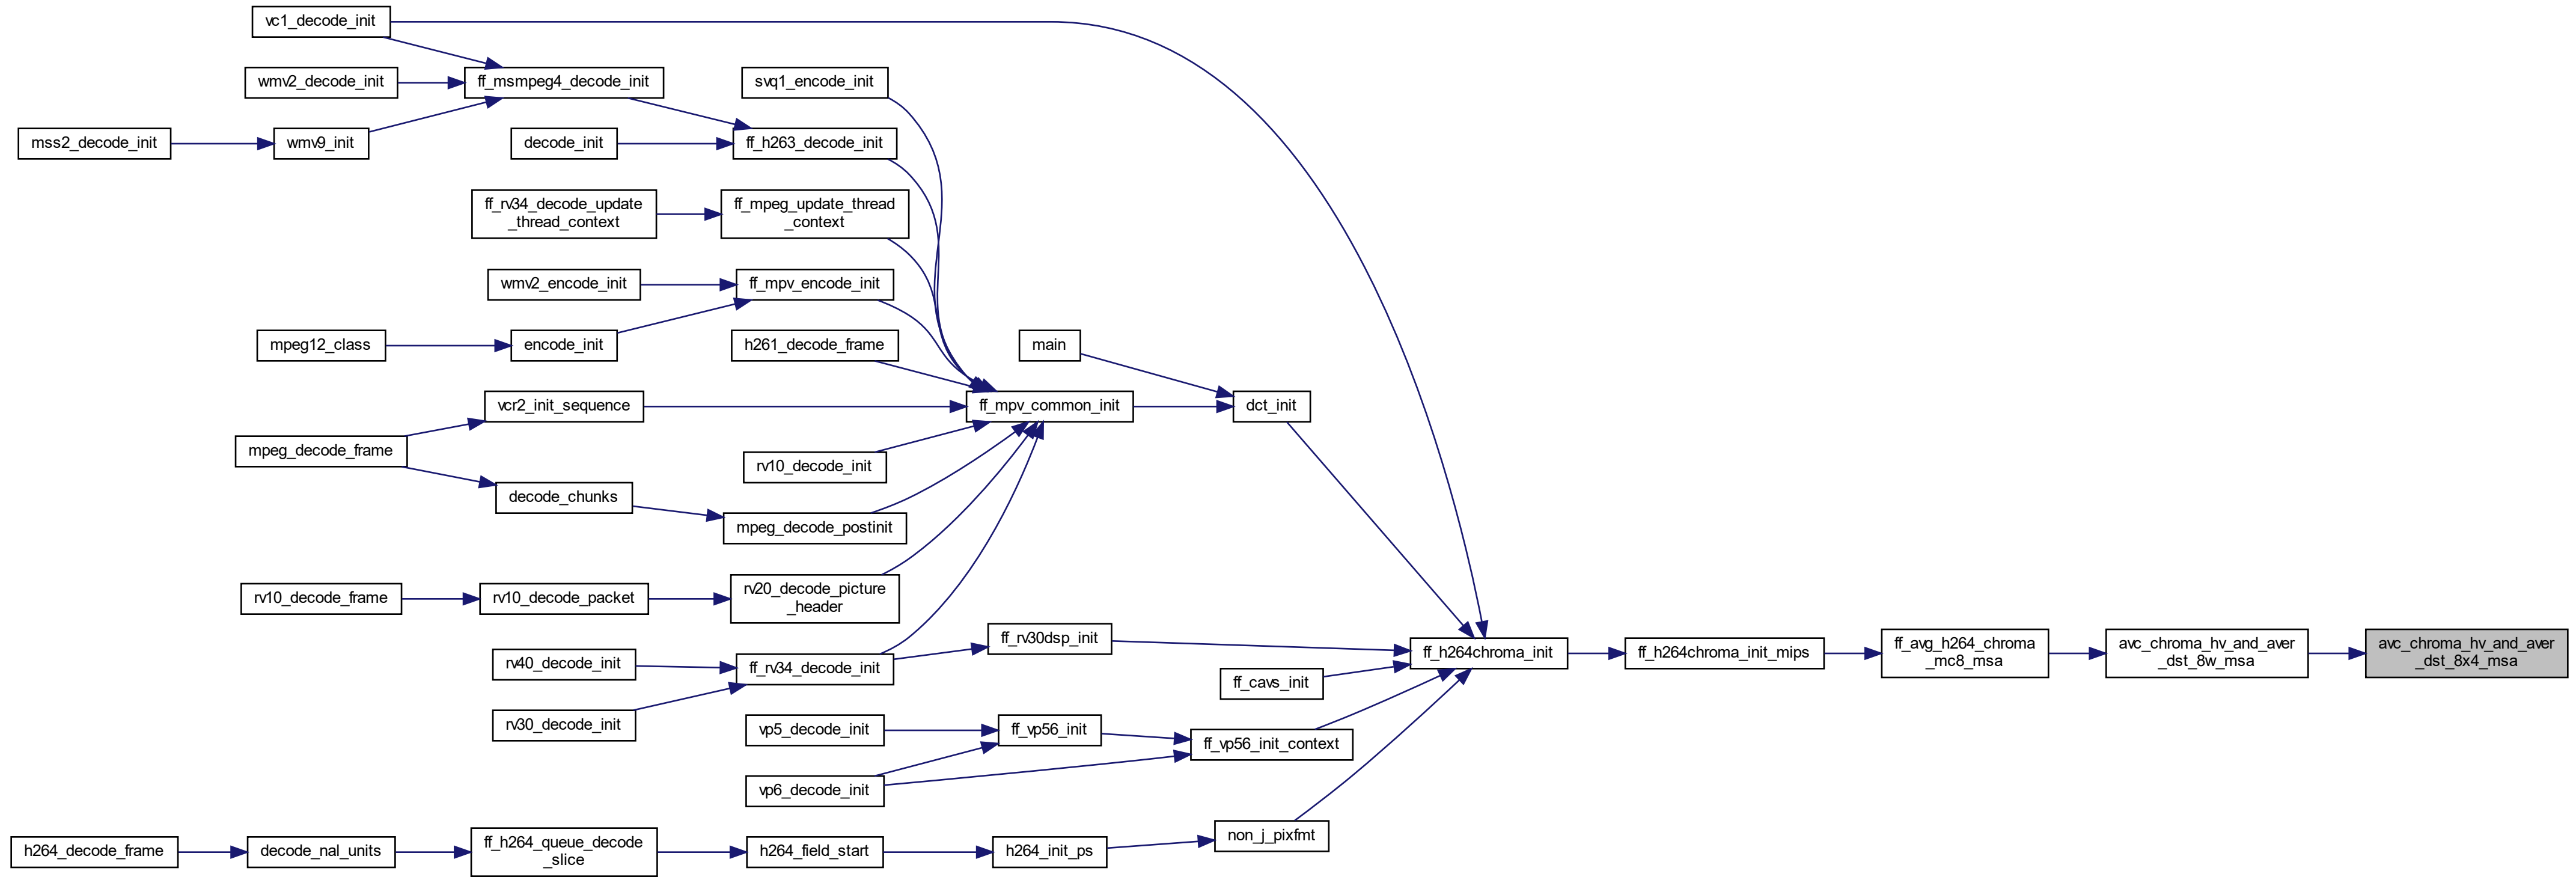 vc1_decode_init
wmv2_decode_init
ff_msmpeg4_decode_init
svq1_encode_init
mss2_decode_init
wmv9_init
decode_init
ff_h263_decode_init
ff_rv34_decode_update
_thread_context
ff_mpeg_update_thread
_context
wmv2_encode_init
ff_mpv_encode_init
mpeg12_class
encode_init
h261_decode_frame
main
vcr2_init_sequence
ff_mpv_common_init
dct_init
mpeg_decode_frame
rv10_decode_init
decode_chunks
mpeg_decode_postinit
rv10_decode_frame
rv10_decode_packet
rv20_decode_picture
_header
ff_rv30dsp_init
rv40_decode_init
ff_rv34_decode_init
ff_h264chroma_init
ff_h264chroma_init_mips
ff_avg_h264_chroma
_mc8_msa
avc_chroma_hv_and_aver
_dst_8w_msa
avc_chroma_hv_and_aver
_dst_8x4_msa
ff_cavs_init
rv30_decode_init
vp5_decode_init
ff_vp56_init
ff_vp56_init_context
vp6_decode_init
non_j_pixfmt
h264_decode_frame
decode_nal_units
ff_h264_queue_decode
_slice
h264_field_start
h264_init_ps